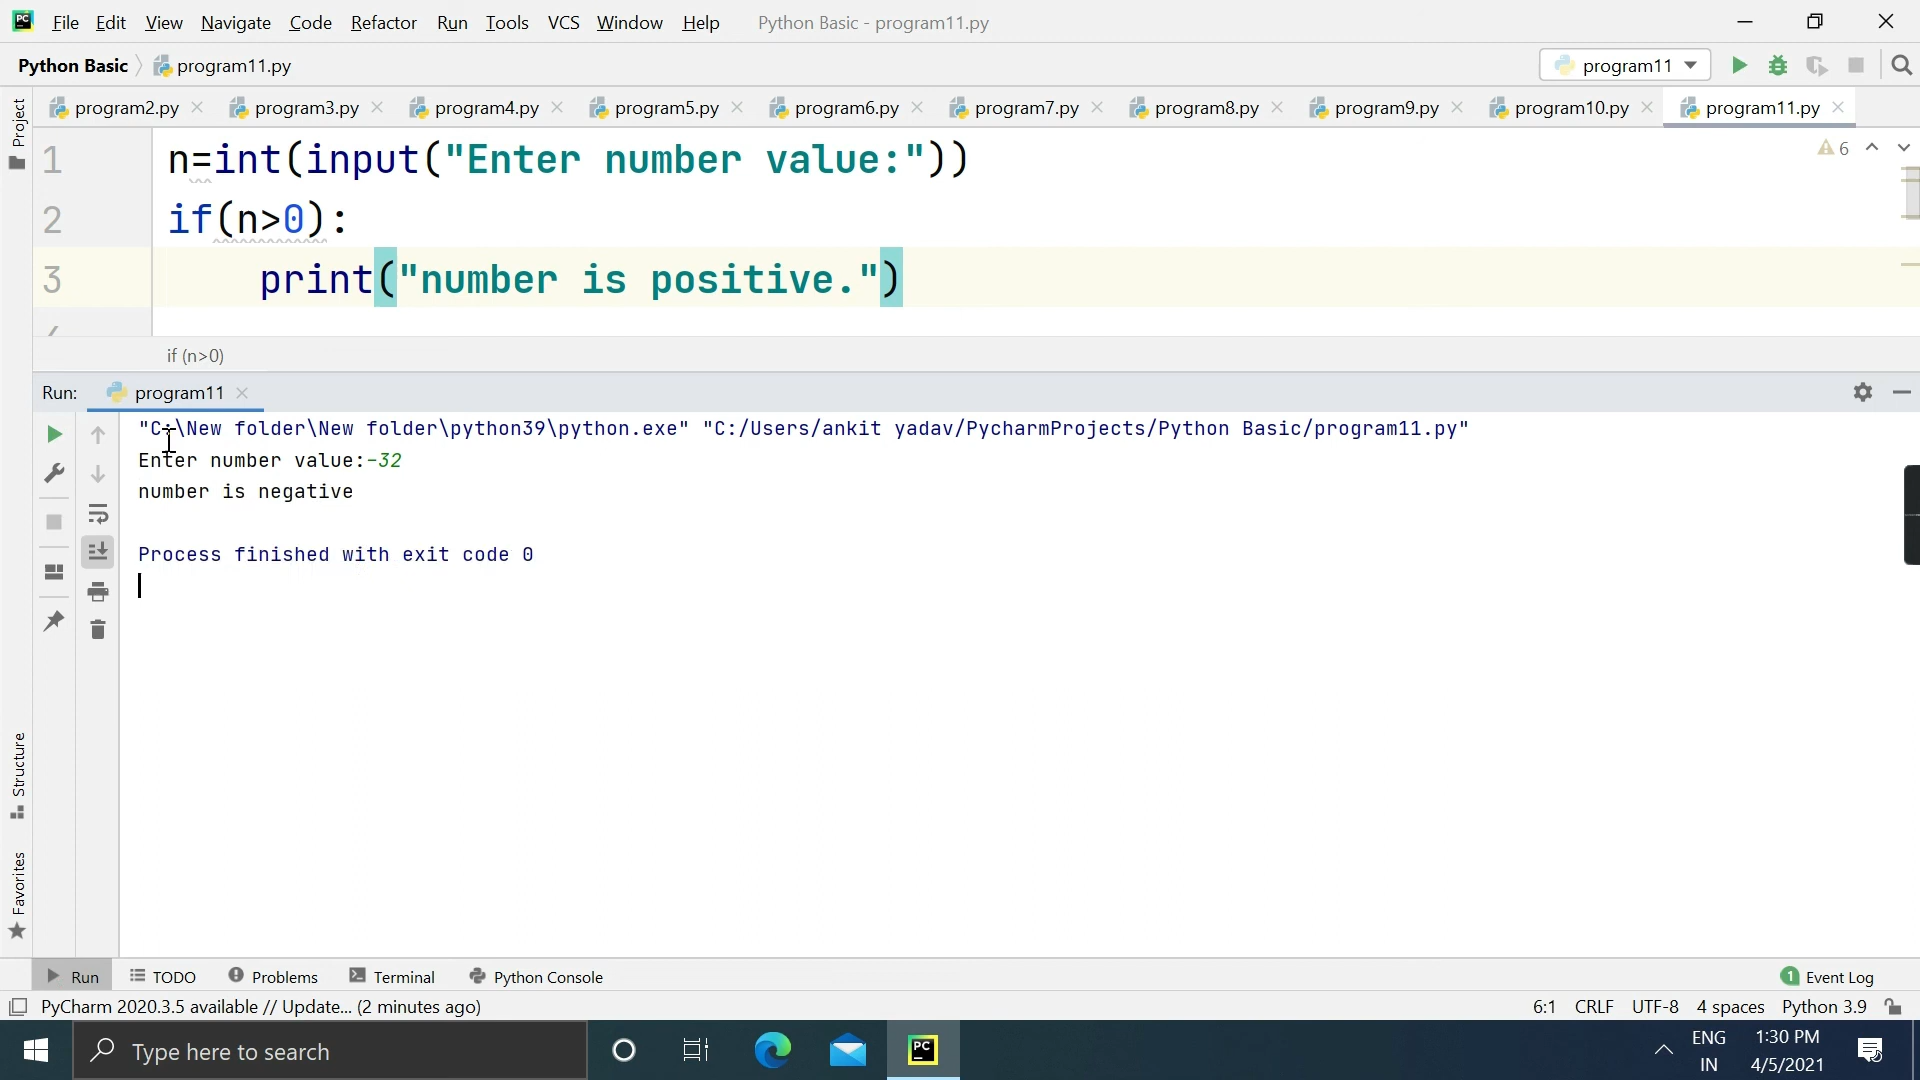 PC File Edit View Navigate Code Refactor Run Tools VCS Window Help Python Basic - program11.py
Python Basic program11.py program11
Project
program2.py program3.py program4.py program5.py program6.py program7.py program8.py program9.py program10.py program11.py
1 n=int(input("Enter number value:")) 6
2 if(n>0):
3 print("number is positive.")
if (n>0)
Run: program11
"C:\New folder\New folder\python39\python.exe" "C:/Users/ankit yadav/PycharmProjects/Python Basic/program11.py"
Enter number value:-32
number is negative
Process finished with exit code 0
Structure
Favorites
Run TODO Problems Terminal Python Console 1 Event Log
PyCharm 2020.3.5 available // Update... (2 minutes ago) 6:1 CRLF UTF-8 4 spaces Python 3.9
Type here to search PC ENG 1:30 PM
IN 4/5/2021